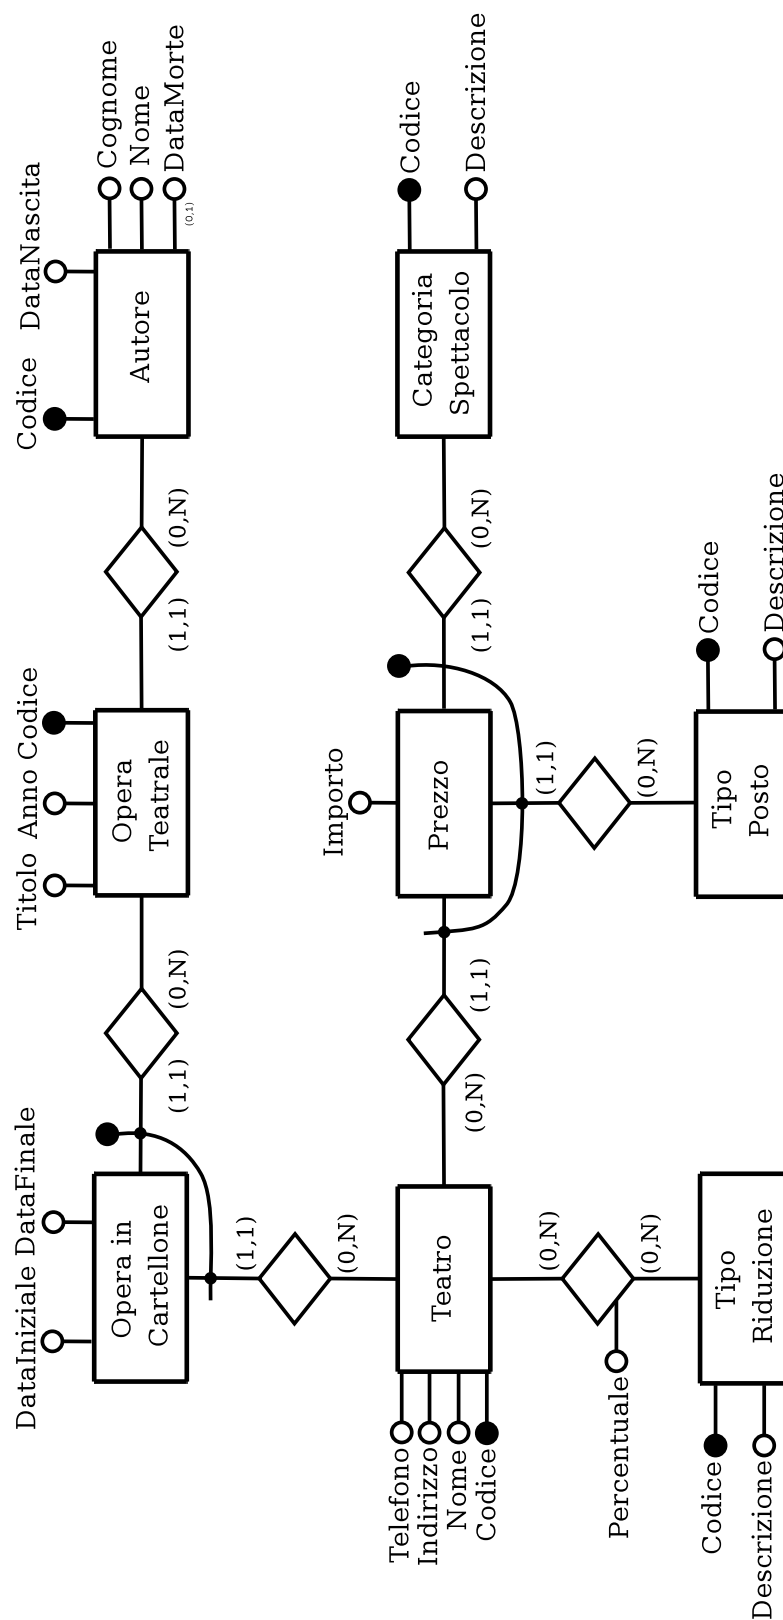 DataIniziale
DataFinale
Titolo
Anno
Codice
Codice
DataNascita
Opera in
Cartellone
(1,1)
(0,N)
Opera
Teatrale
(1,1)
(0,N)
Autore
Cognome
Nome
DataMorte
(0,1)
(1,1)
(0,N)
Telefono
Indirizzo
Nome
Codice
Teatro
(0,N)
(1,1)
Importo
Prezzo
(1,1)
(0,N)
Categoria
Spettacolo
Codice
Descrizione
(0,N)
(0,N)
Percentuale
(1,1)
(0,N)
Codice
Descrizione
Tipo
Riduzione
Tipo
Posto
Codice
Descrizione